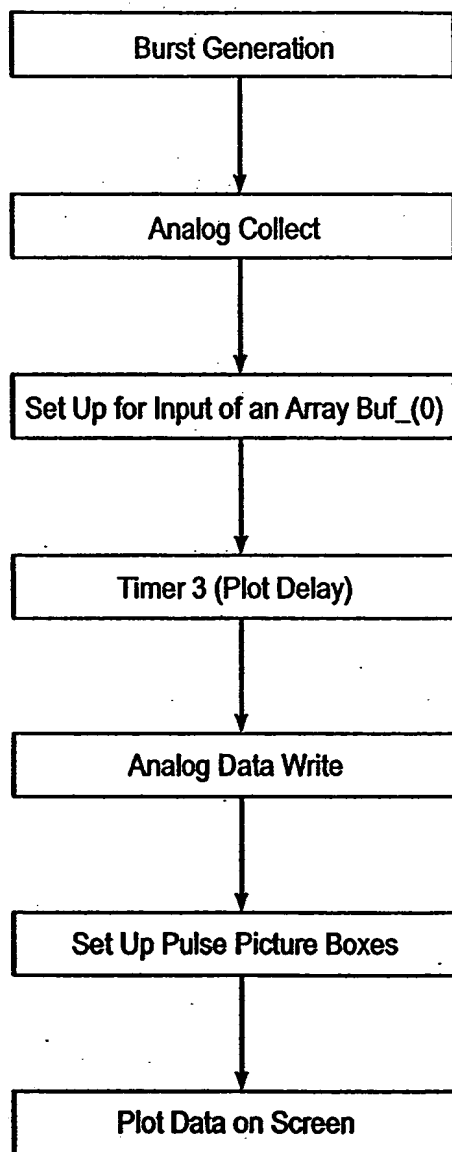 Burst Generation
Analog Collect
Set Up for Input of an Array Buf_(0)
Timer 3 (Plot Delay)
Analog Data Write
Set Up Pulse Picture Boxes
Plot Data on Screen